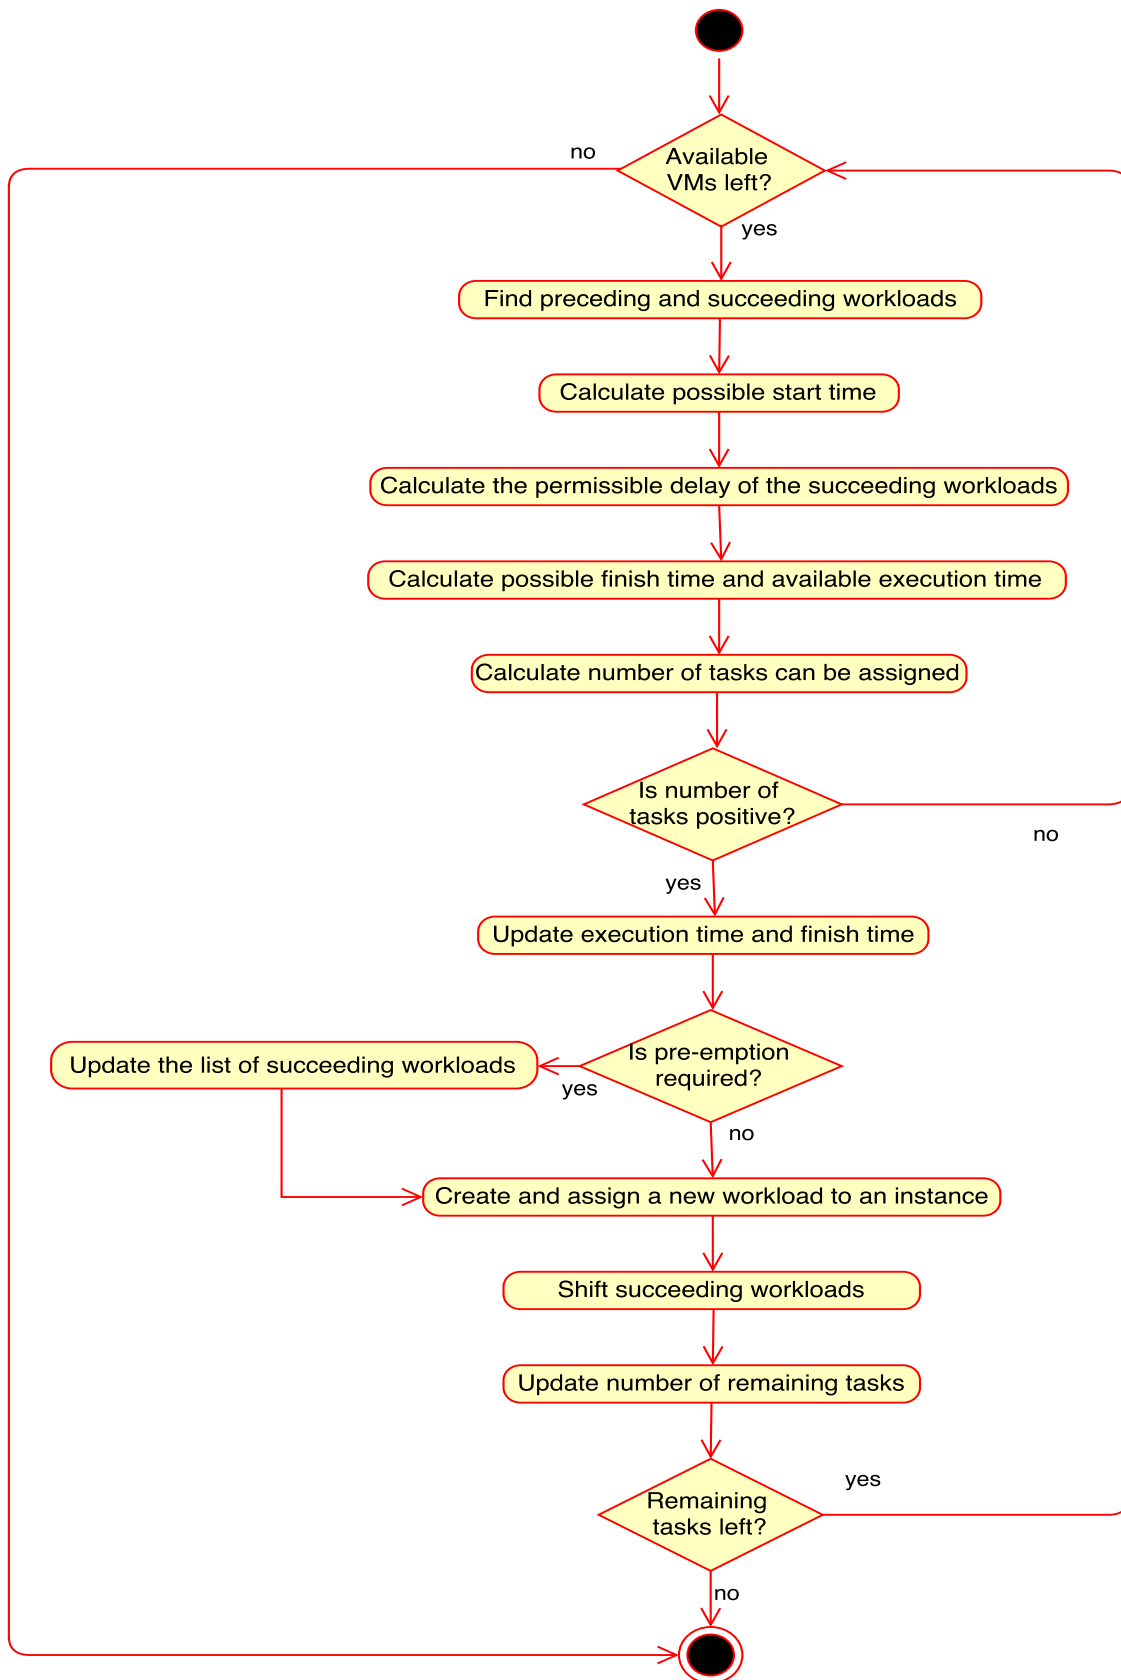 no
Available
VMs left?
yes
Find preceding and succeeding workloads
Calculate possible start time
Calculate the permissible delay of the succeeding workloads
Calculate possible finish time and available execution time
Calculate number of tasks can be assigned
Is number of
tasks positive?
no
yes
Update execution time and finish time
Is pre-emption
required?
Update the list of succeeding workloads
yes
no
Create and assign a new workload to an instance
Shift succeeding workloads
Update number of remaining tasks
yes
Remaining
tasks left?
no